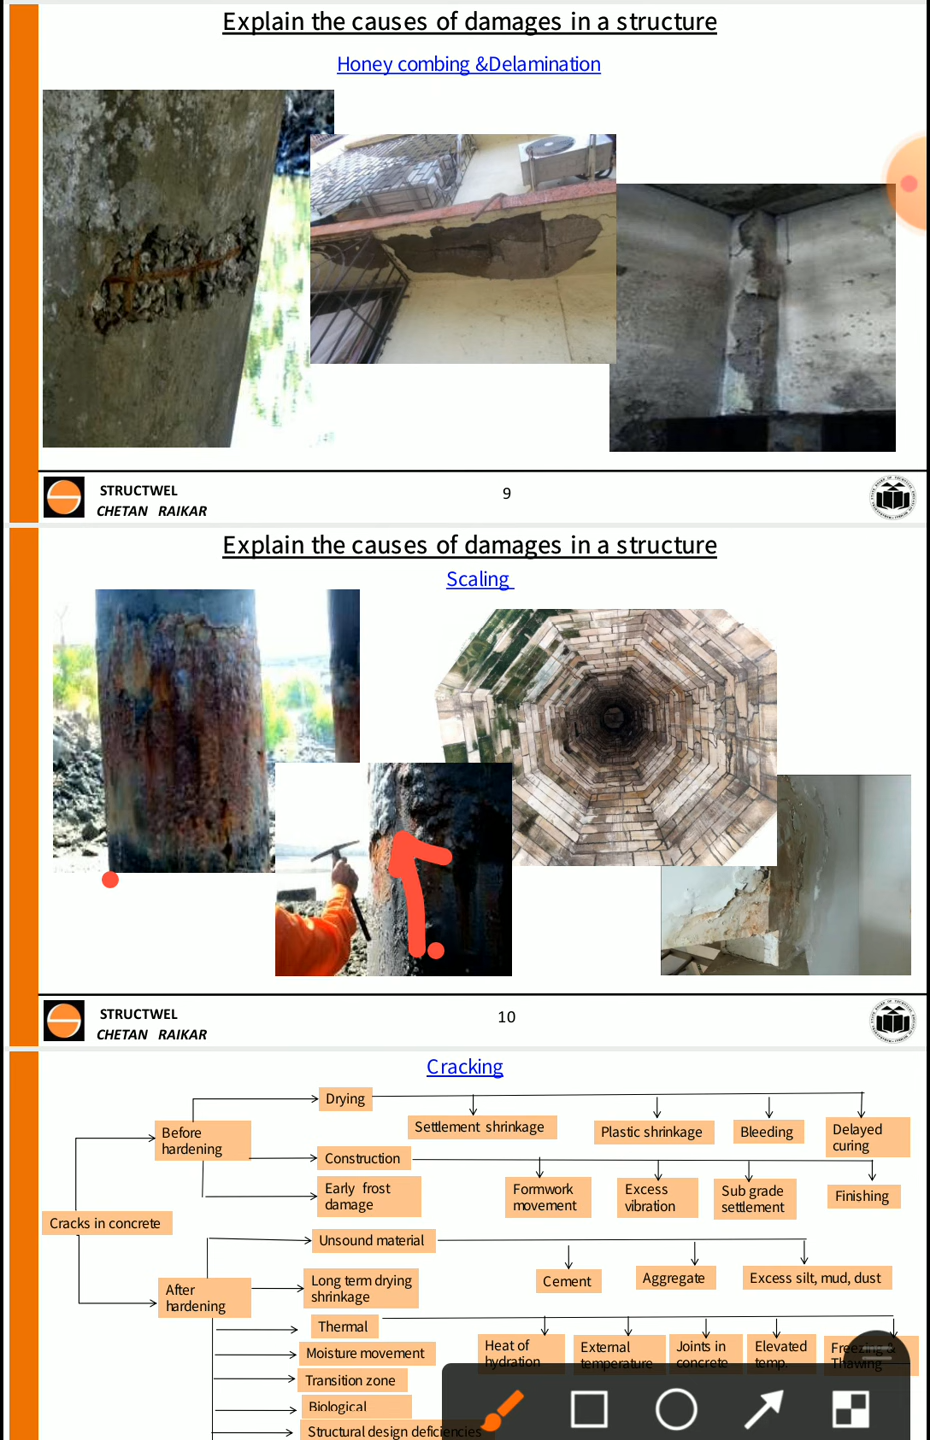 Explain the causes of damages in a structure
Honey combing &Delamination
STRUCTWEL
CHETAN RAIKAR
9
Explain the causes of damages in a structure
Scaling
STRUCTWEL
CHETAN RAIKAR
10
Cracking
Drying
Settlement shrinkage
Plastic shrinkage
Bleeding
Delayed
curing
Before
hardening
Construction
Early frost
damage
Formwork
movement
Excess
vibration
Sub grade
settlement
Finishing
Cracks in concrete
Unsound material
Cement
Aggregate
Excess silt, mud, dust
After
hardening
Long term drying
shrinkage
Thermal
Heat of
hydration
External
temperature
Joints in
concrete
Elevated
temp.
Freezing &
Thawing
Moisture movement
Transition zone
Biological
Structural design deficiencies